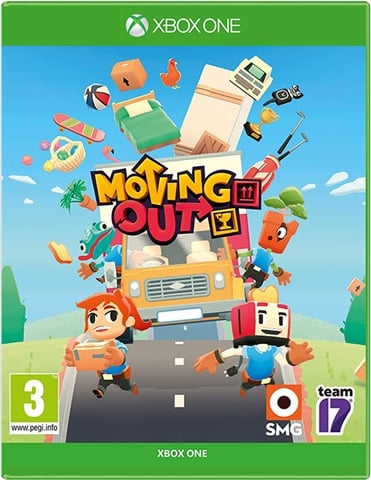 XBOX ONE
MOVING
OUT
3
www.pegi.info
SMG
team
17
XBOX ONE